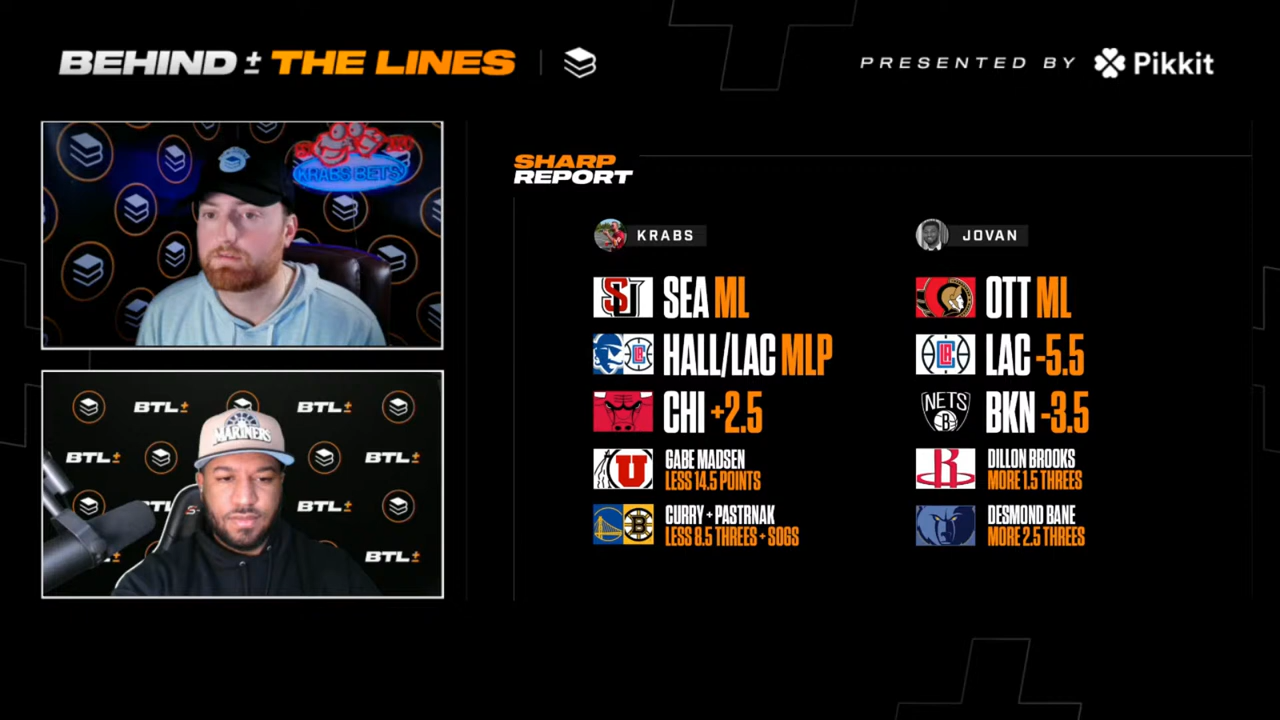 BEHIND ± THE LINES
PRESENTED BY Pikkit
KRABS BETS
MARINERS
BTL± BTL±
BTL± BTL±
BTL±
BTL±
SHARP
REPORT
KRABS
SEA ML
HALL/LAC MLP
CHI +2.5
U
GABE MADSEN
LESS 14.5 POINTS
CURRY + PASTRNAK
LESS 8.5 THREES + SOGS
B
JOVAN
OTT ML
LAC -5.5
NETS
B
BKN -3.5
R
DILLON BROOKS
MORE 1.5 THREES
DESMOND BANE
MORE 2.5 THREES